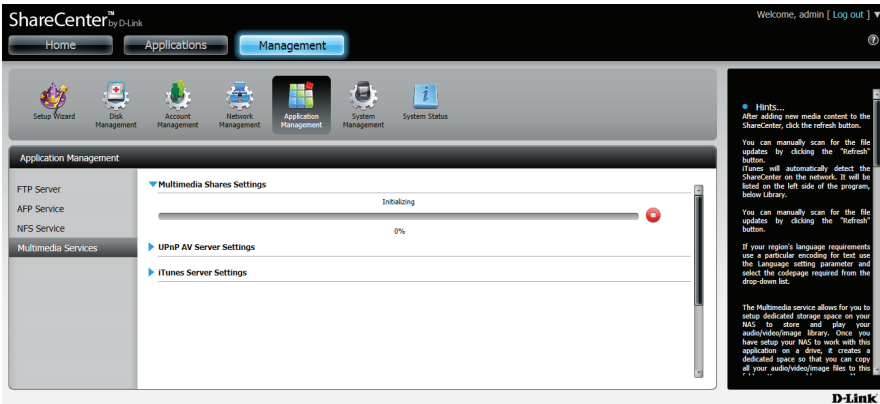 ShareCenter™ by D-Link
Welcome, admin [ Log out ] ▼
Home
Applications
Management
Setup Wizard
Disk
Management
Account
Management
Network
Management
Application
Management
System
Management
System Status
Application Management
FTP Server
AFP Service
NFS Service
Multimedia Services
Multimedia Shares Settings
Initializing
0%
UPnP AV Server Settings
iTunes Server Settings
Hints...
After adding new media content to the
ShareCenter, click the refresh button.
You can manually scan for the file
updates by clicking the "Refresh"
button.
iTunes will automatically detect the
ShareCenter on the network. It will be
listed on the left side of the program,
below Library.
You can manually scan for the file
updates by clicking the "Refresh"
button.
If your region's language requirements
use a particular encoding for text use
the Language setting parameter and
select the codepage required from the
drop-down list.
The Multimedia service allows for you to
setup dedicated storage space on your
NAS to store and play your
audio/video/image library. Once you
have setup your NAS to work with this
application on a drive, it creates a
dedicated space so that you can copy
all your audio/video/image files to this
D-Link